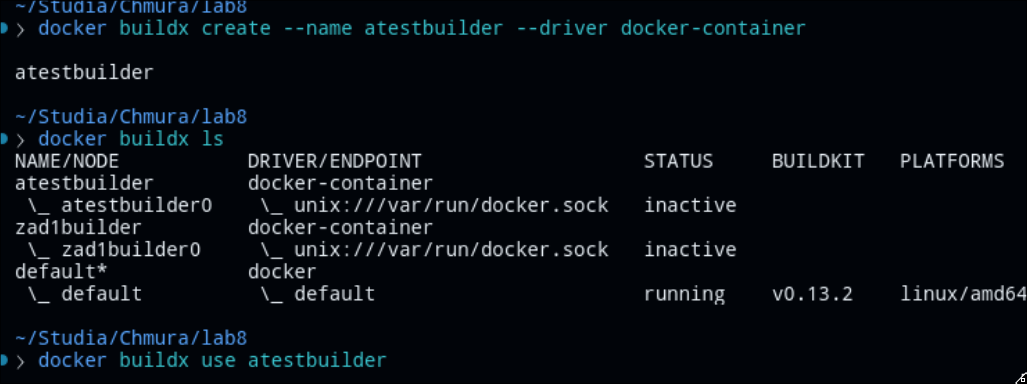 ~/Studia/Chmura/lab8
❯ docker buildx create --name atestbuilder --driver docker-container
atestbuilder
~/Studia/Chmura/lab8
❯ docker buildx ls
NAME/NODE DRIVER/ENDPOINT STATUS BUILDKIT PLATFORMS
atestbuilder docker-container
\_ atestbuilder0 \_ unix:///var/run/docker.sock inactive
zad1builder docker-container
\_ zad1builder0 \_ unix:///var/run/docker.sock inactive
default* docker
\_ default \_ default running v0.13.2 linux/amd64
~/Studia/Chmura/lab8
❯ docker buildx use atestbuilder